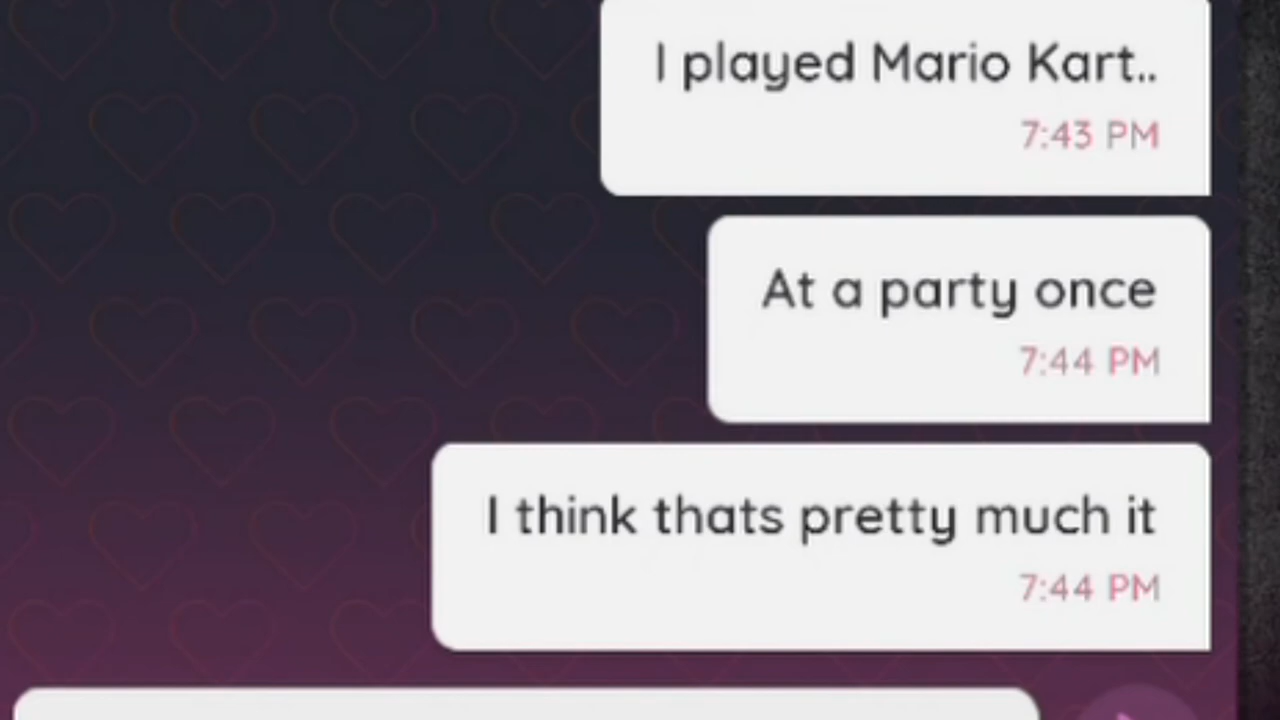 I played Mario Kart..
7:43 PM
At a party once
7:44 PM
I think thats pretty much it
7:44 PM